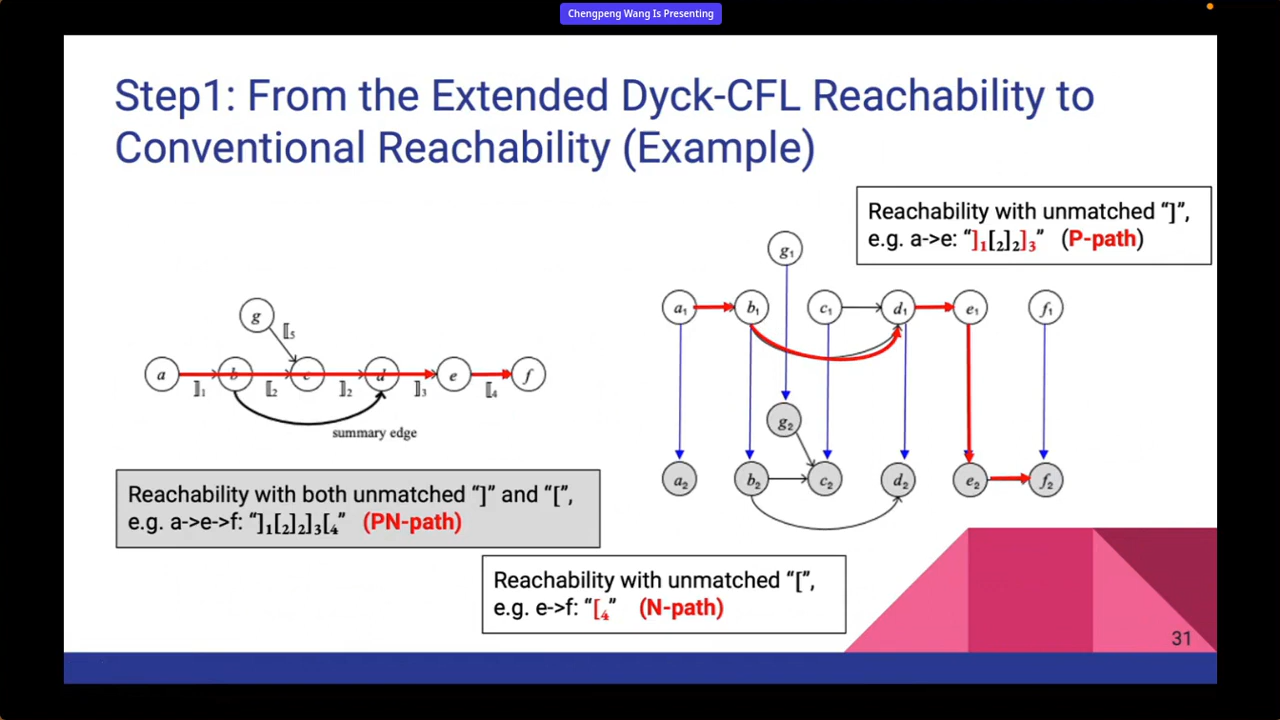 Chengpeng Wang Is Presenting
Step1: From the Extended Dyck-CFL Reachability to
Conventional Reachability (Example)
Reachability with unmatched “]”,
e.g. a->e: “]₁[₂]₂]₃” (P-path)
g
⟦₅
a
b
c
d
e
f
⟧₁
⟦₂
⟧₂
⟧₃
⟦₄
summary edge
g₁
a₁
b₁
c₁
d₁
e₁
f₁
g₂
a₂
b₂
c₂
d₂
e₂
f₂
Reachability with both unmatched “]” and “[”,
e.g. a->e->f: “]₁[₂]₂]₃[₄” (PN-path)
Reachability with unmatched “[”,
e.g. e->f: “[₄” (N-path)
31